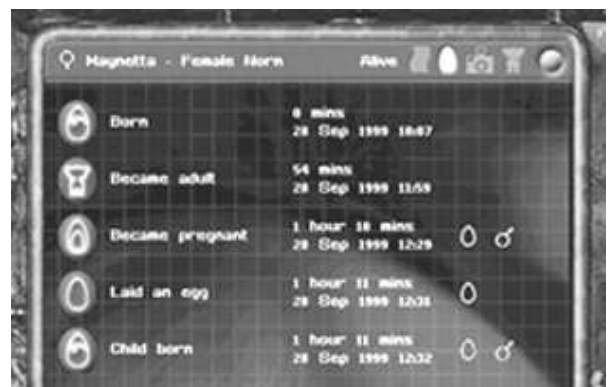 Magnetta - Female Norn Alive
Born
0 mins
28 Sep 1999 10:07
Became adult
54 mins
28 Sep 1999 11:59
Became pregnant
1 hour 10 mins
28 Sep 1999 12:29
Laid an egg
1 hour 11 mins
28 Sep 1999 12:31
Child born
1 hour 11 mins
28 Sep 1999 12:32